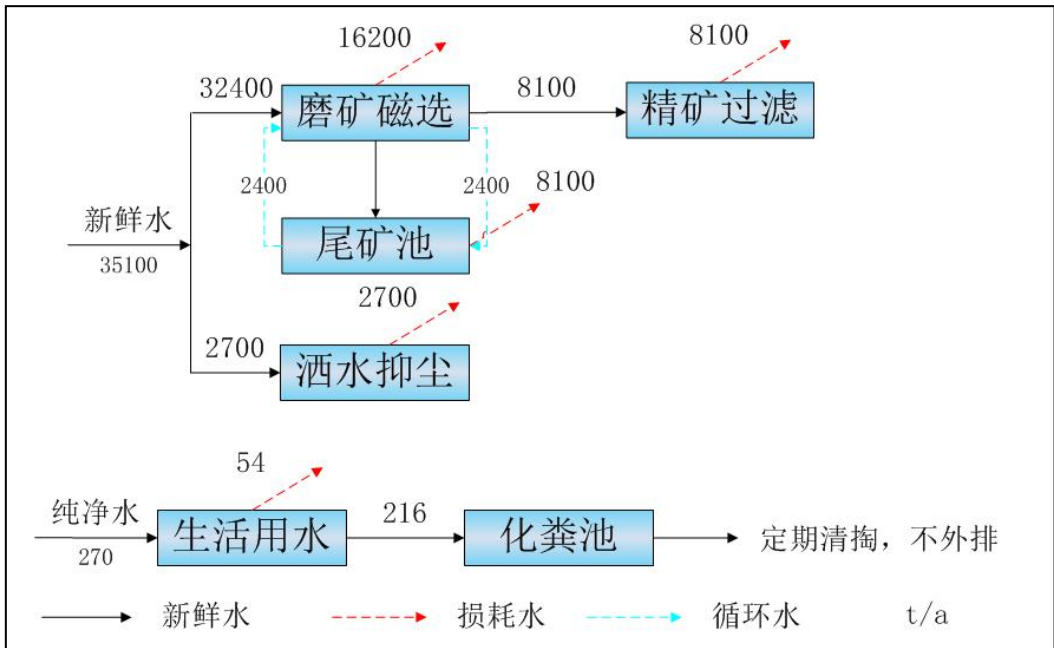 16200
8100
32400
磨矿磁选
8100
精矿过滤
2400
2400
8100
新鲜水
35100
尾矿池
2700
2700
洒水抑尘
54
纯净水
270
生活用水
216
化粪池
定期清掏，不外排
新鲜水
损耗水
循环水
t/a